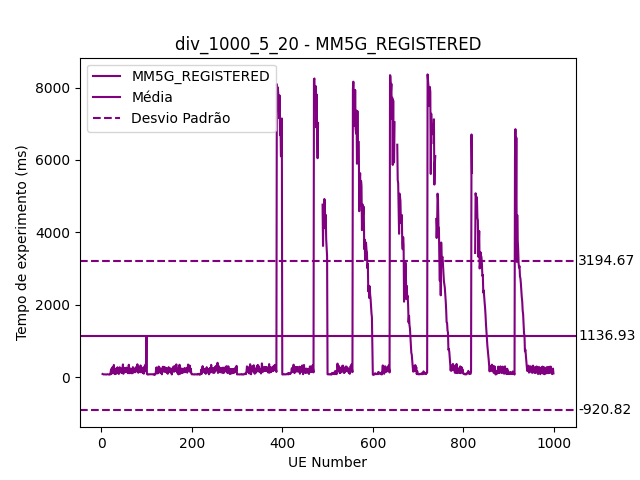 div_1000_5_20 - MM5G_REGISTERED
MM5G_REGISTERED
Média
Desvio Padrão
Tempo de experimento (ms)
8000
6000
4000
2000
0
3194.67
1136.93
-920.82
0 200 400 600 800 1000
UE Number